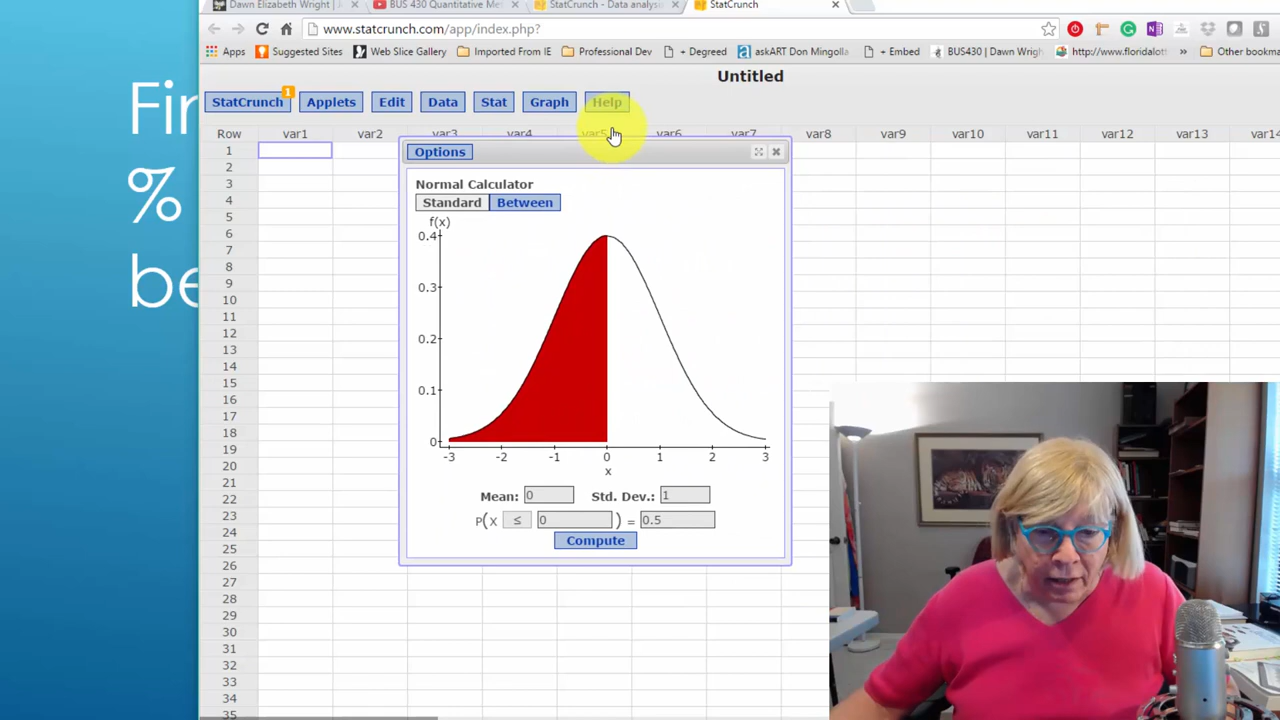 Fir
%
be
Dawn Elizabeth Wright |
BUS 430 Quantitative Me
StatCrunch - Data analys
StatCrunch
www.statcrunch.com/app/index.php?
Apps
Suggested Sites
Web Slice Gallery
Imported From IE
Professional Dev
+ Degreed
askART Don Mingolla
+ Embed
BUS430 | Dawn Wrigh
http://www.floridalott
»
Other bookma
Untitled
StatCrunch
1
Applets
Edit
Data
Stat
Graph
Help
Row var1 var2 var3 var4 var5 var6 var7 var8 var9 var10 var11 var12 var13
1
2
3
4
5
6
7
8
9
10
11
12
13
14
15
16
17
18
19
20
21
22
23
24
25
26
27
28
29
30
31
32
33
34
35
Options
Normal Calculator
Standard Between
f(x)
0.4
0.3
0.2
0.1
0
-3 -2 -1 0 1 2 3
x
Mean: 0 Std. Dev.: 1
P(x ≤ 0 ) = 0.5
Compute